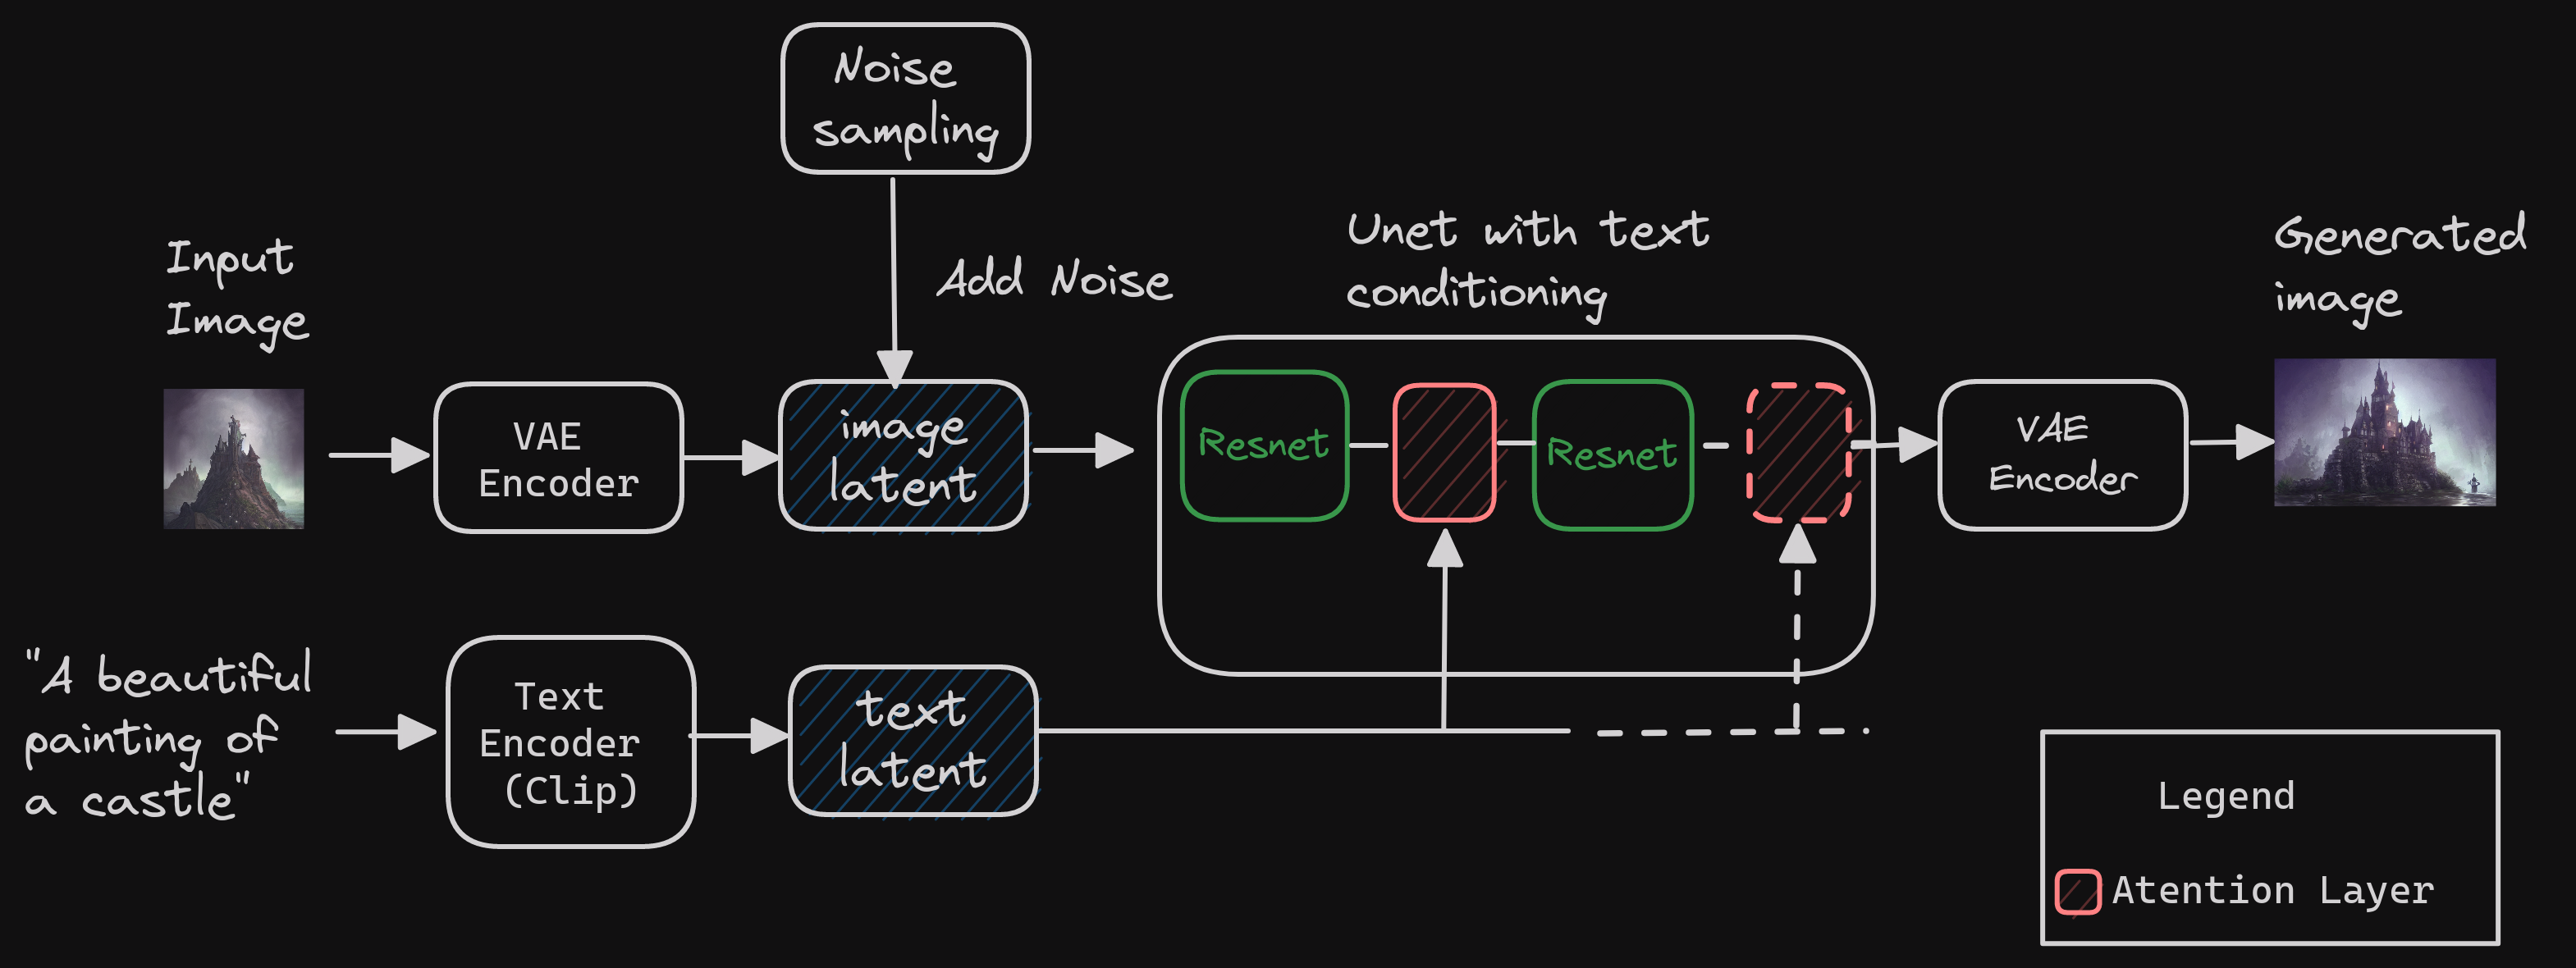 Noise
sampling
Input
Image
Add Noise
Unet with text
conditioning
Generated
image
VAE
Encoder
image
latent
Resnet
Resnet
VAE
Encoder
"A beautiful
painting of
a castle"
Text
Encoder
(Clip)
text
latent
Legend
Atention Layer